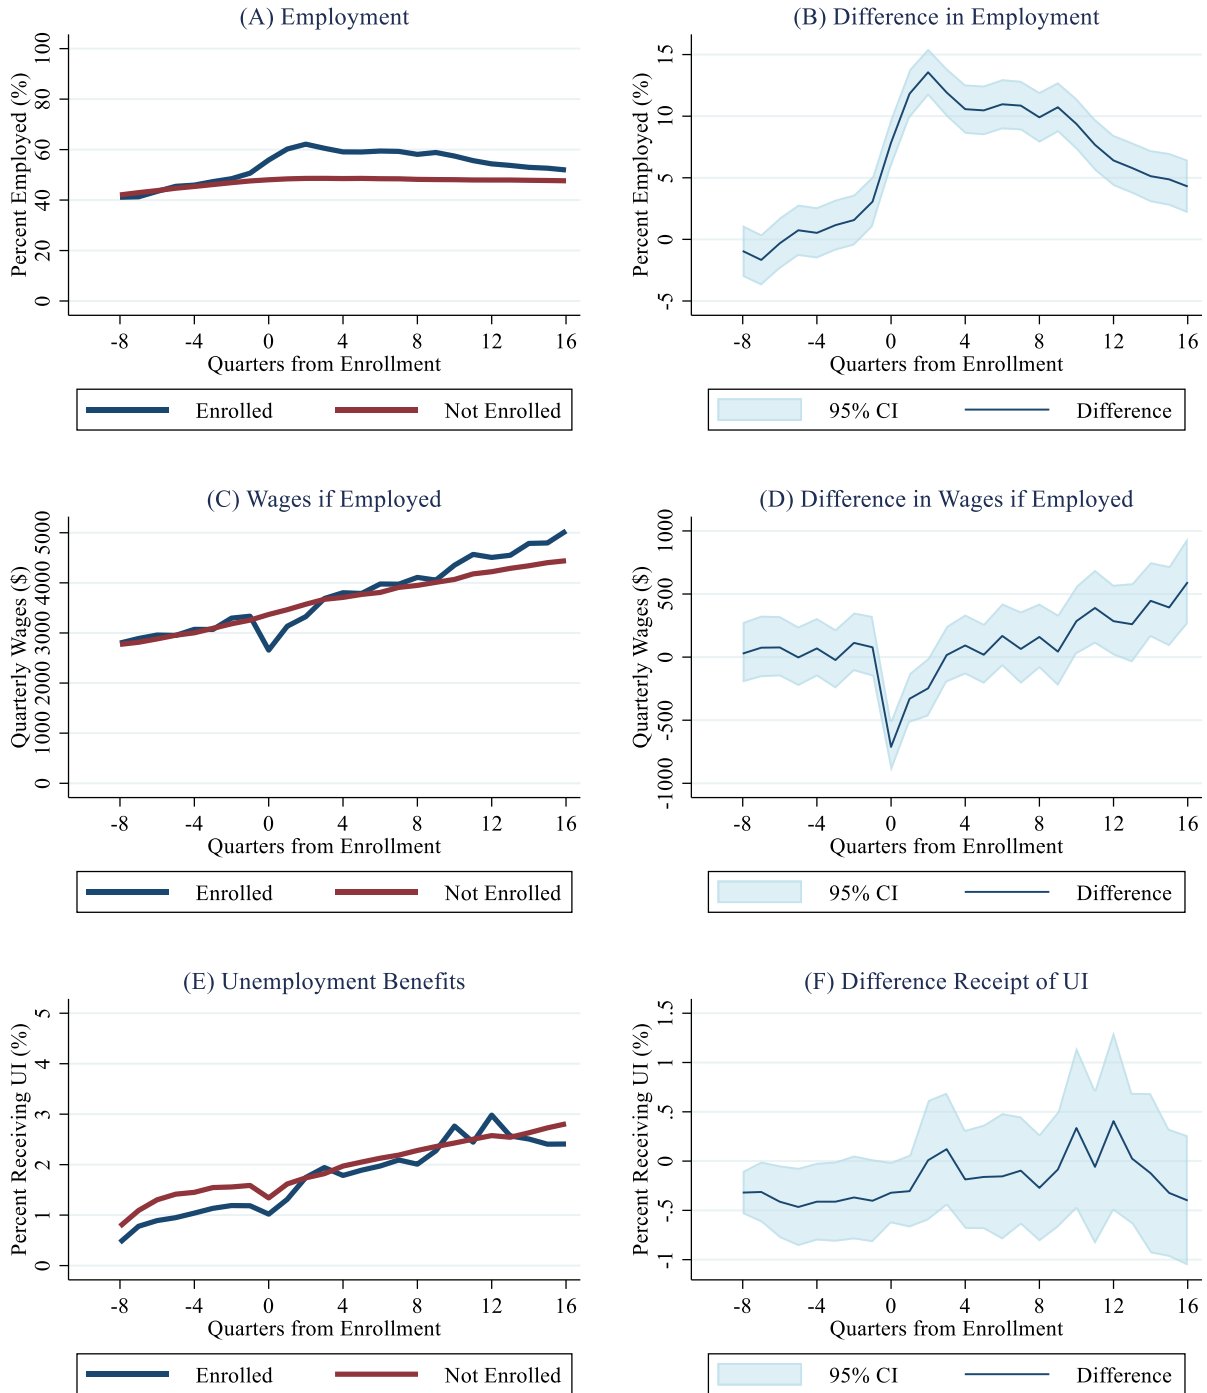 (A) Employment
Percent Employed (%)
100
80
60
40
20
0
-8 -4 0 4 8 12 16
Quarters from Enrollment
Enrolled Not Enrolled
(B) Difference in Employment
Percent Employed (%)
15
10
5
0
-5
-8 -4 0 4 8 12 16
Quarters from Enrollment
95% CI Difference
(C) Wages if Employed
Quarterly Wages ($)
5000
4000
3000
2000
1000
0
-8 -4 0 4 8 12 16
Quarters from Enrollment
Enrolled Not Enrolled
(D) Difference in Wages if Employed
Quarterly Wages ($)
1000
500
0
-500
-1000
-8 -4 0 4 8 12 16
Quarters from Enrollment
95% CI Difference
(E) Unemployment Benefits
Percent Receiving UI (%)
5
4
3
2
1
0
-8 -4 0 4 8 12 16
Quarters from Enrollment
Enrolled Not Enrolled
(F) Difference Receipt of UI
Percent Receiving UI (%)
1.5
1
.5
0
-.5
-1
-8 -4 0 4 8 12 16
Quarters from Enrollment
95% CI Difference